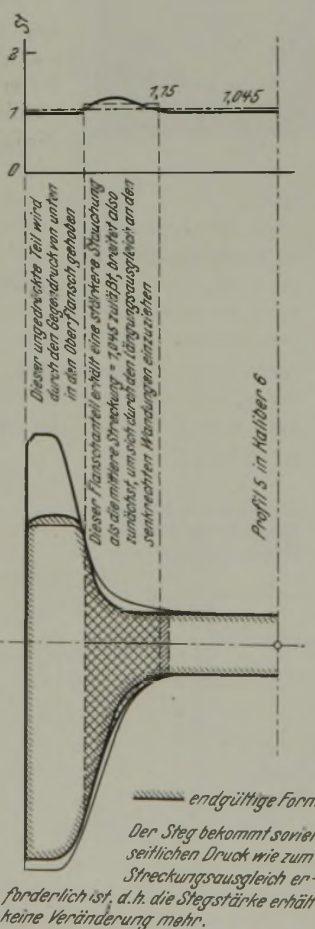 St
2
1,15
1,045
1
0
Dieser ungedrückte Teil wird
durch den Gegendruck von unten
in den Oberflansch gehoben
Dieser Flanschanteil erhält eine stärkere Stauchung
als die mittlere Streckung = 1,045 zuläßt, breitet also
zunächst, um sich durch den längungsausgleich an den
senkrechten Wandungen einzuziehen
Profil 5 in Kaliber 6
endgültige Form.
Der Steg bekommt soviel
seitlichen Druck wie zum
Streckungsausgleich er-
forderlich ist, d.h. die Stegstärke erhält
keine Veränderung mehr.